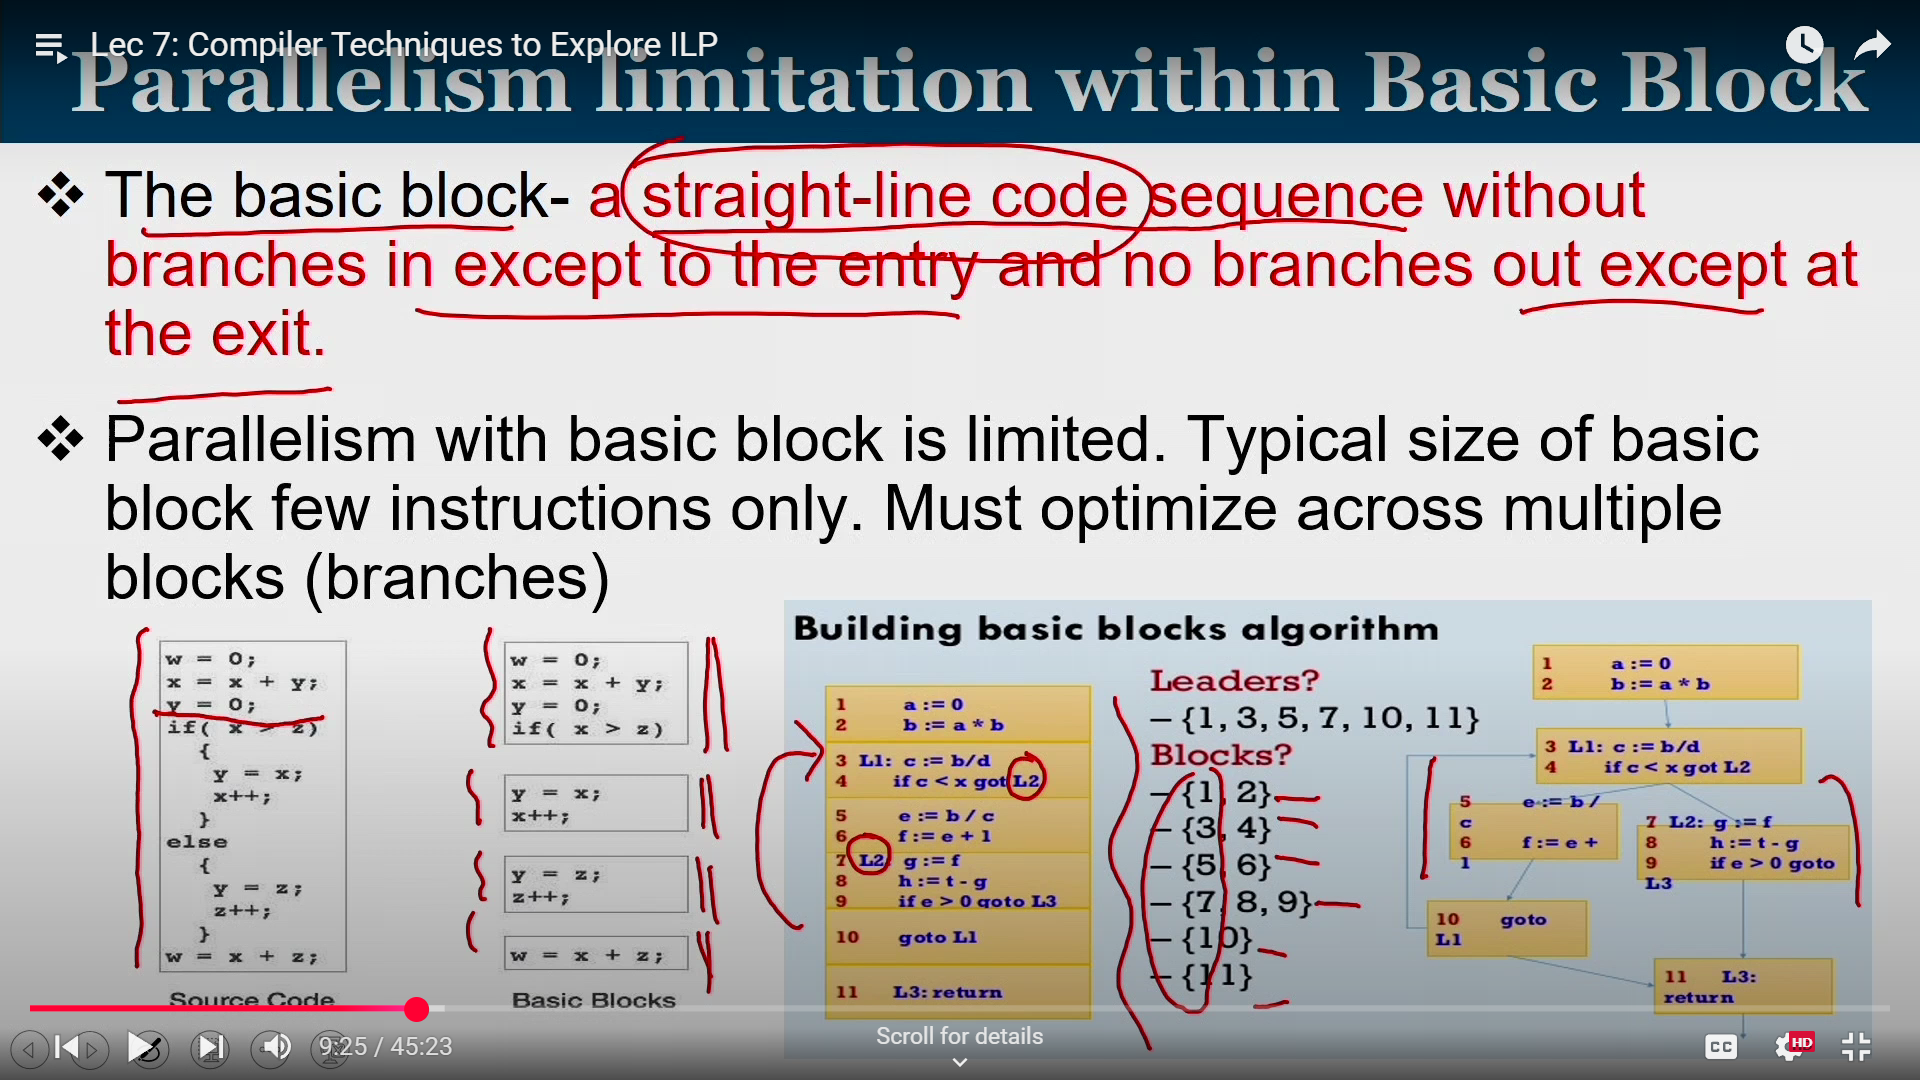 Lec 7: Compiler Techniques to Explore ILP
Parallelism limitation within Basic Block
❖ The basic block- a straight-line code sequence without
branches in except to the entry and no branches out except at
the exit.
❖ Parallelism with basic block is limited. Typical size of basic
block few instructions only. Must optimize across multiple
blocks (branches)
w = 0;
x = x + y;
y = 0;
if( x > z)
{
y = x;
x++;
}
else
{
y = z;
z++;
}
w = x + z;
Source Code
w = 0;
x = x + y;
y = 0;
if( x > z)
y = x;
x++;
y = z;
z++;
w = x + z;
Basic Blocks
Building basic blocks algorithm
1 a := 0
2 b := a * b
3 L1: c := b/d
4 if c < x got L2
5 e := b / c
6 f := e + 1
7 L2: g := f
8 h := t - g
9 if e > 0 goto L3
10 goto L1
11 L3: return
Leaders?
– {1, 3, 5, 7, 10, 11}
Blocks?
– {1, 2}
– {3, 4}
– {5, 6}
– {7, 8, 9}
– {10}
– {11}
1 a := 0
2 b := a * b
3 L1: c := b/d
4 if c < x got L2
5 e := b /
c
6 f := e +
1
7 L2: g := f
8 h := t - g
9 if e > 0 goto
L3
10 goto
L1
11 L3:
return
9:25 / 45:23
Scroll for details
CC
HD